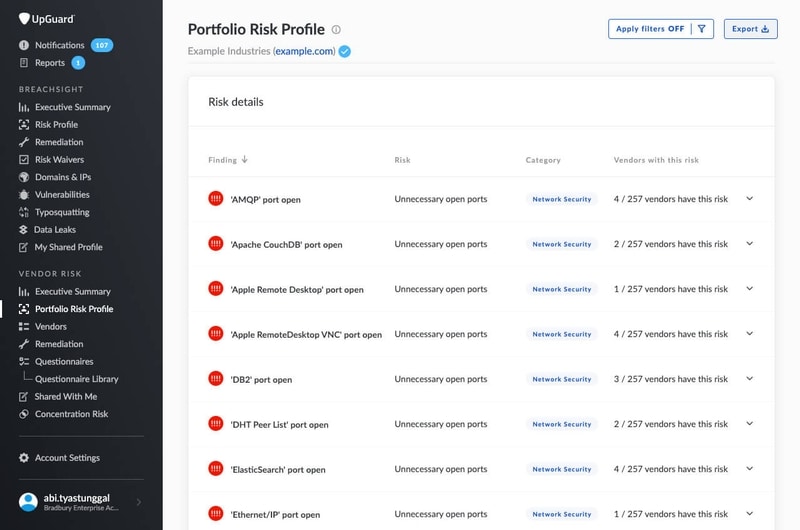 UpGuard
Notifications 107
Reports 1
BREACHSIGHT
Executive Summary
Risk Profile
Remediation
Risk Waivers
Domains & IPs
Vulnerabilities
Typosquatting
Data Leaks
My Shared Profile
VENDOR RISK
Executive Summary
Portfolio Risk Profile
Vendors
Remediation
Questionnaires
Questionnaire Library
Shared With Me
Concentration Risk
Account Settings
abi.tyastunggal
Bradbury Enterprise Ac...
Portfolio Risk Profile
Apply filters OFF
Export
Example Industries (example.com)
Risk details
Finding Risk Category Vendors with this risk
'AMQP' port open Unnecessary open ports Network Security 4 / 257 vendors have this risk
'Apache CouchDB' port open Unnecessary open ports Network Security 2 / 257 vendors have this risk
'Apple Remote Desktop' port open Unnecessary open ports Network Security 1 / 257 vendors have this risk
'Apple RemoteDesktop VNC' port open Unnecessary open ports Network Security 4 / 257 vendors have this risk
'DB2' port open Unnecessary open ports Network Security 3 / 257 vendors have this risk
'DHT Peer List' port open Unnecessary open ports Network Security 2 / 257 vendors have this risk
'ElasticSearch' port open Unnecessary open ports Network Security 4 / 257 vendors have this risk
'Ethernet/IP' port open Unnecessary open ports Network Security 1 / 257 vendors have this risk